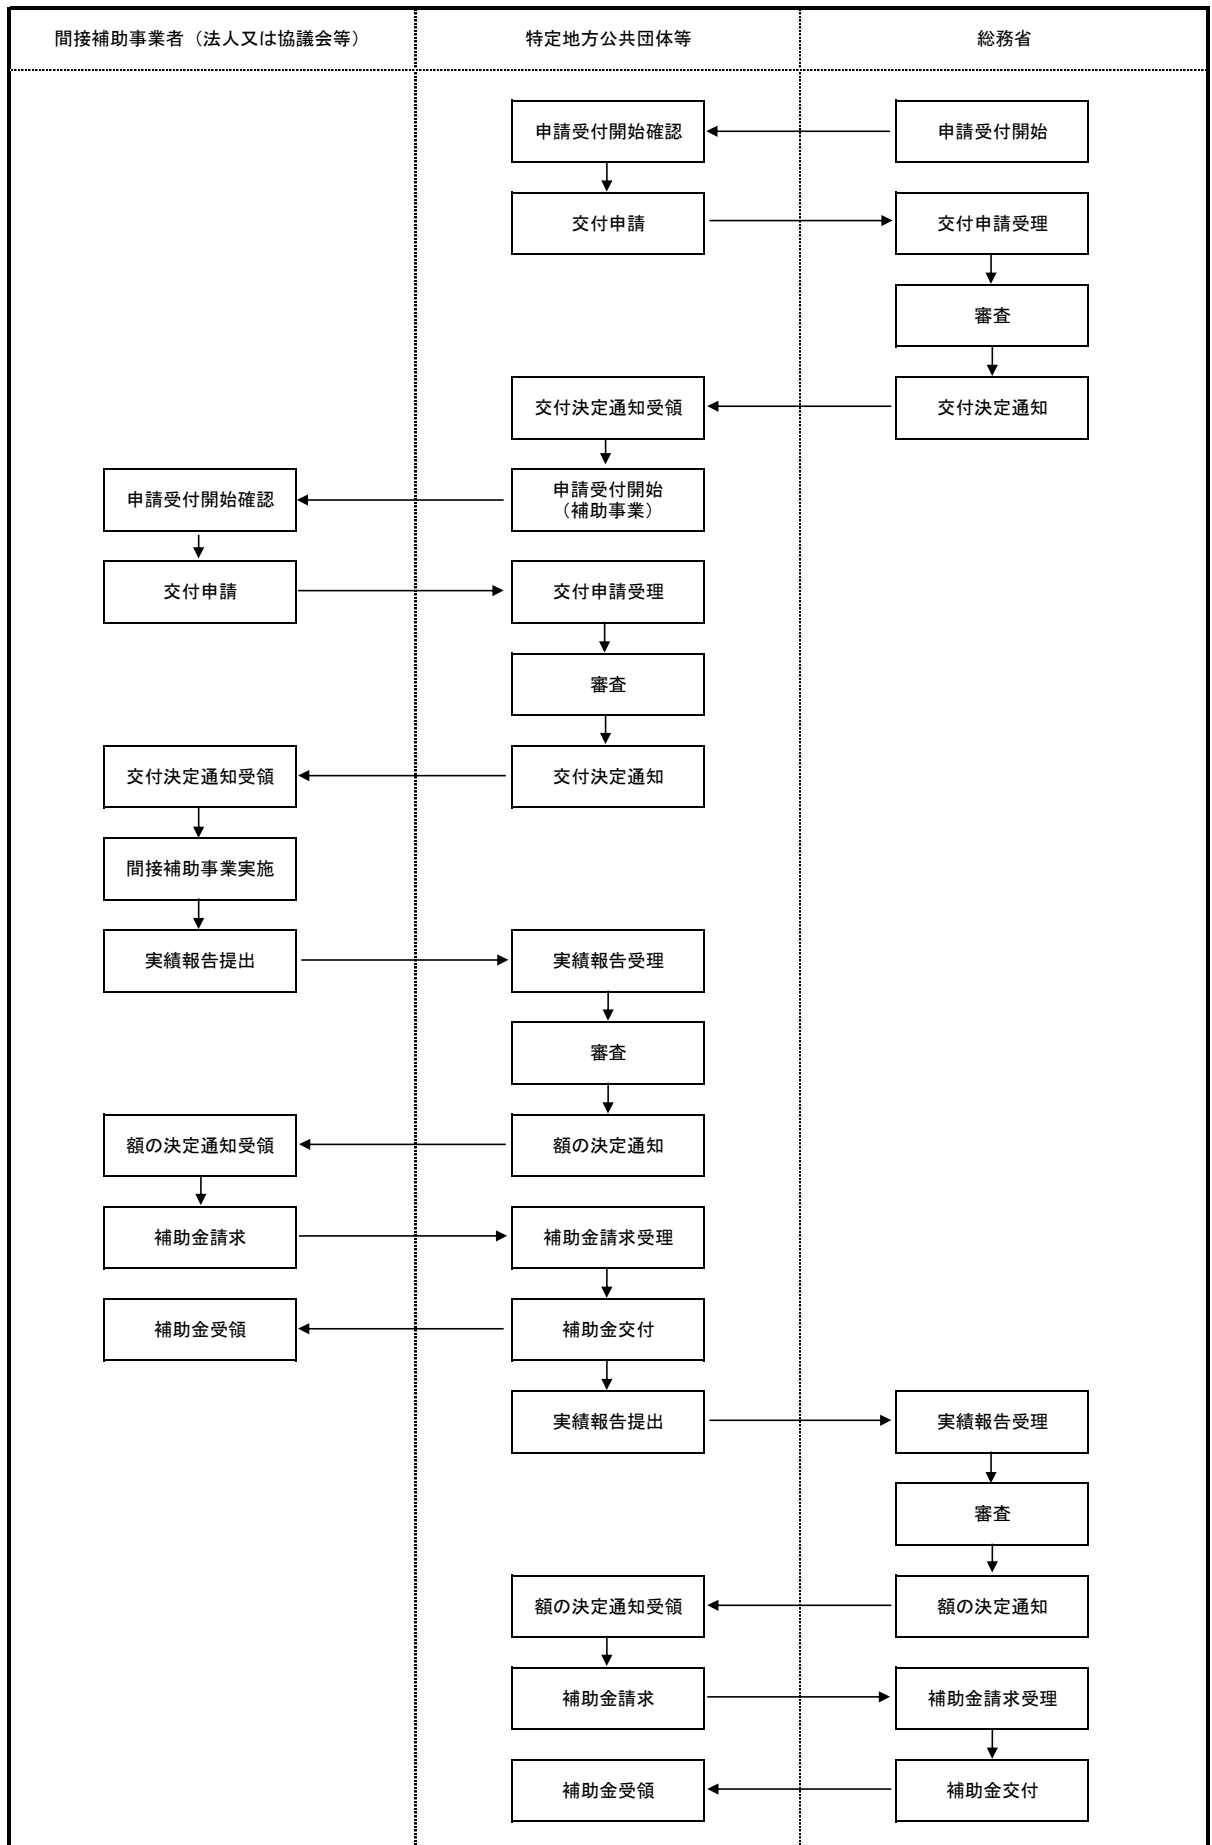 間接補助事業者（法人又は協議会等）
特定地方公共団体等
総務省
申請受付開始確認
申請受付開始
交付申請
交付申請受理
審査
交付決定通知受領
交付決定通知
申請受付開始確認
申請受付開始
（補助事業）
交付申請
交付申請受理
審査
交付決定通知受領
交付決定通知
間接補助事業実施
実績報告提出
実績報告受理
審査
額の決定通知受領
額の決定通知
補助金請求
補助金請求受理
補助金受領
補助金交付
実績報告提出
実績報告受理
審査
額の決定通知受領
額の決定通知
補助金請求
補助金請求受理
補助金受領
補助金交付